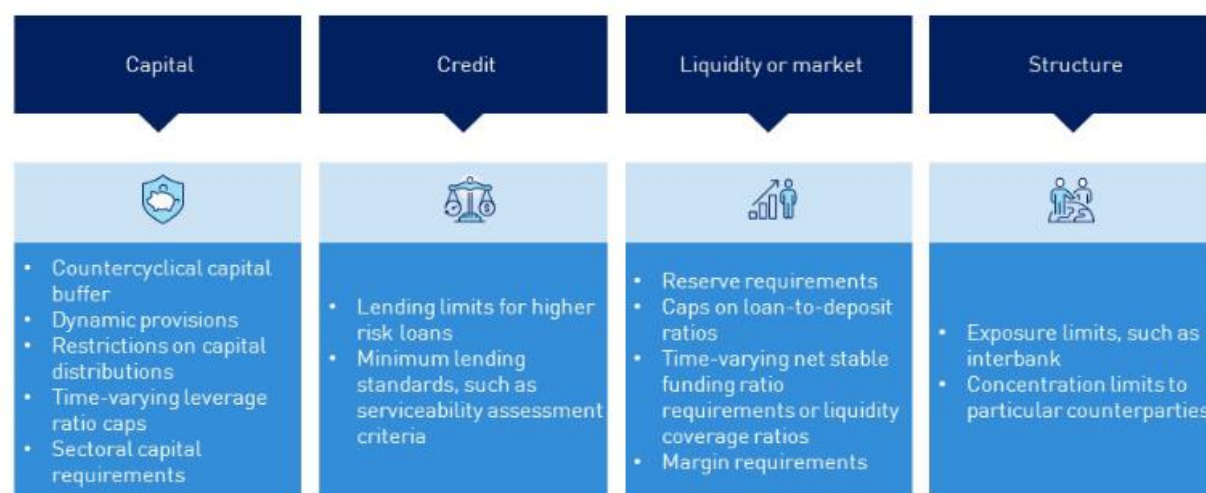 Capital
Credit
Liquidity or market
Structure
• Countercyclical capital
buffer
• Dynamic provisions
• Restrictions on capital
distributions
• Time-varying leverage
ratio caps
• Sectoral capital
requirements
• Lending limits for higher
risk loans
• Minimum lending
standards, such as
serviceability assessment
criteria
• Reserve requirements
• Caps on loan-to-deposit
ratios
• Time-varying net stable
funding ratio
requirements or liquidity
coverage ratios
• Margin requirements
• Exposure limits, such as
interbank
• Concentration limits to
particular counterparties